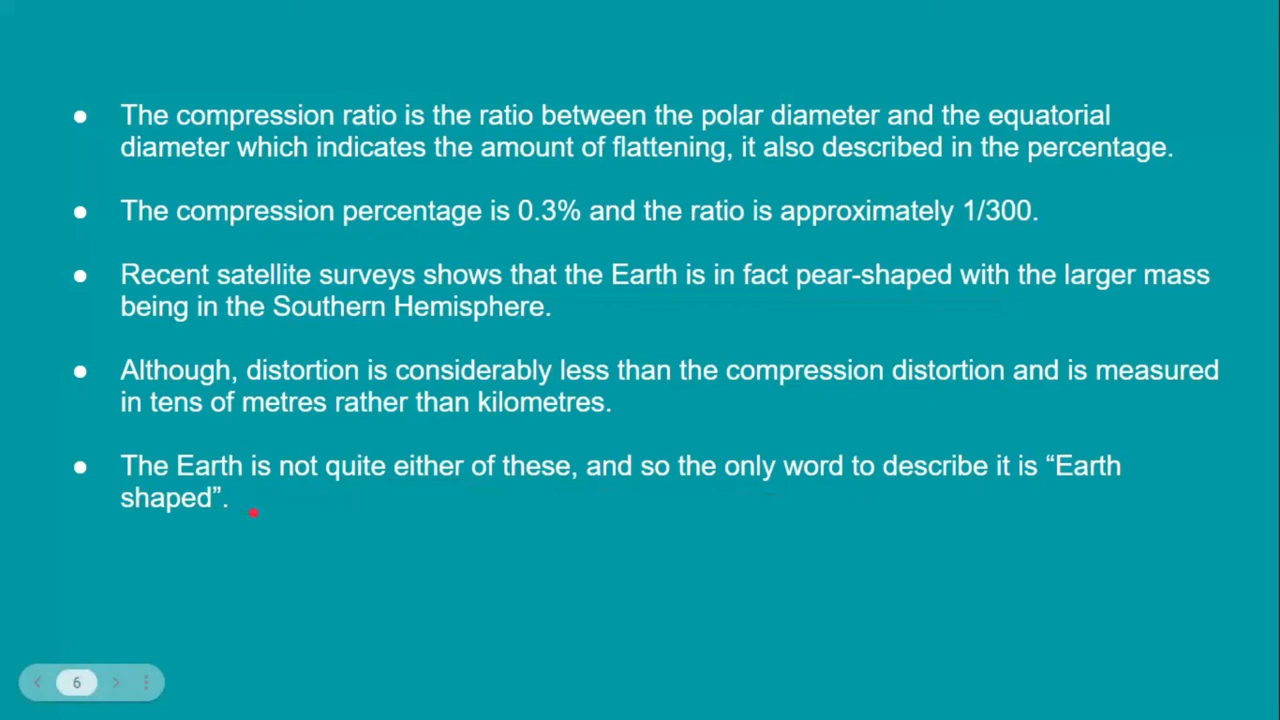 ● The compression ratio is the ratio between the polar diameter and the equatorial
diameter which indicates the amount of flattening, it also described in the percentage.
● The compression percentage is 0.3% and the ratio is approximately 1/300.
● Recent satellite surveys shows that the Earth is in fact pear-shaped with the larger mass
being in the Southern Hemisphere.
● Although, distortion is considerably less than the compression distortion and is measured
in tens of metres rather than kilometres.
● The Earth is not quite either of these, and so the only word to describe it is “Earth
shaped”.
6